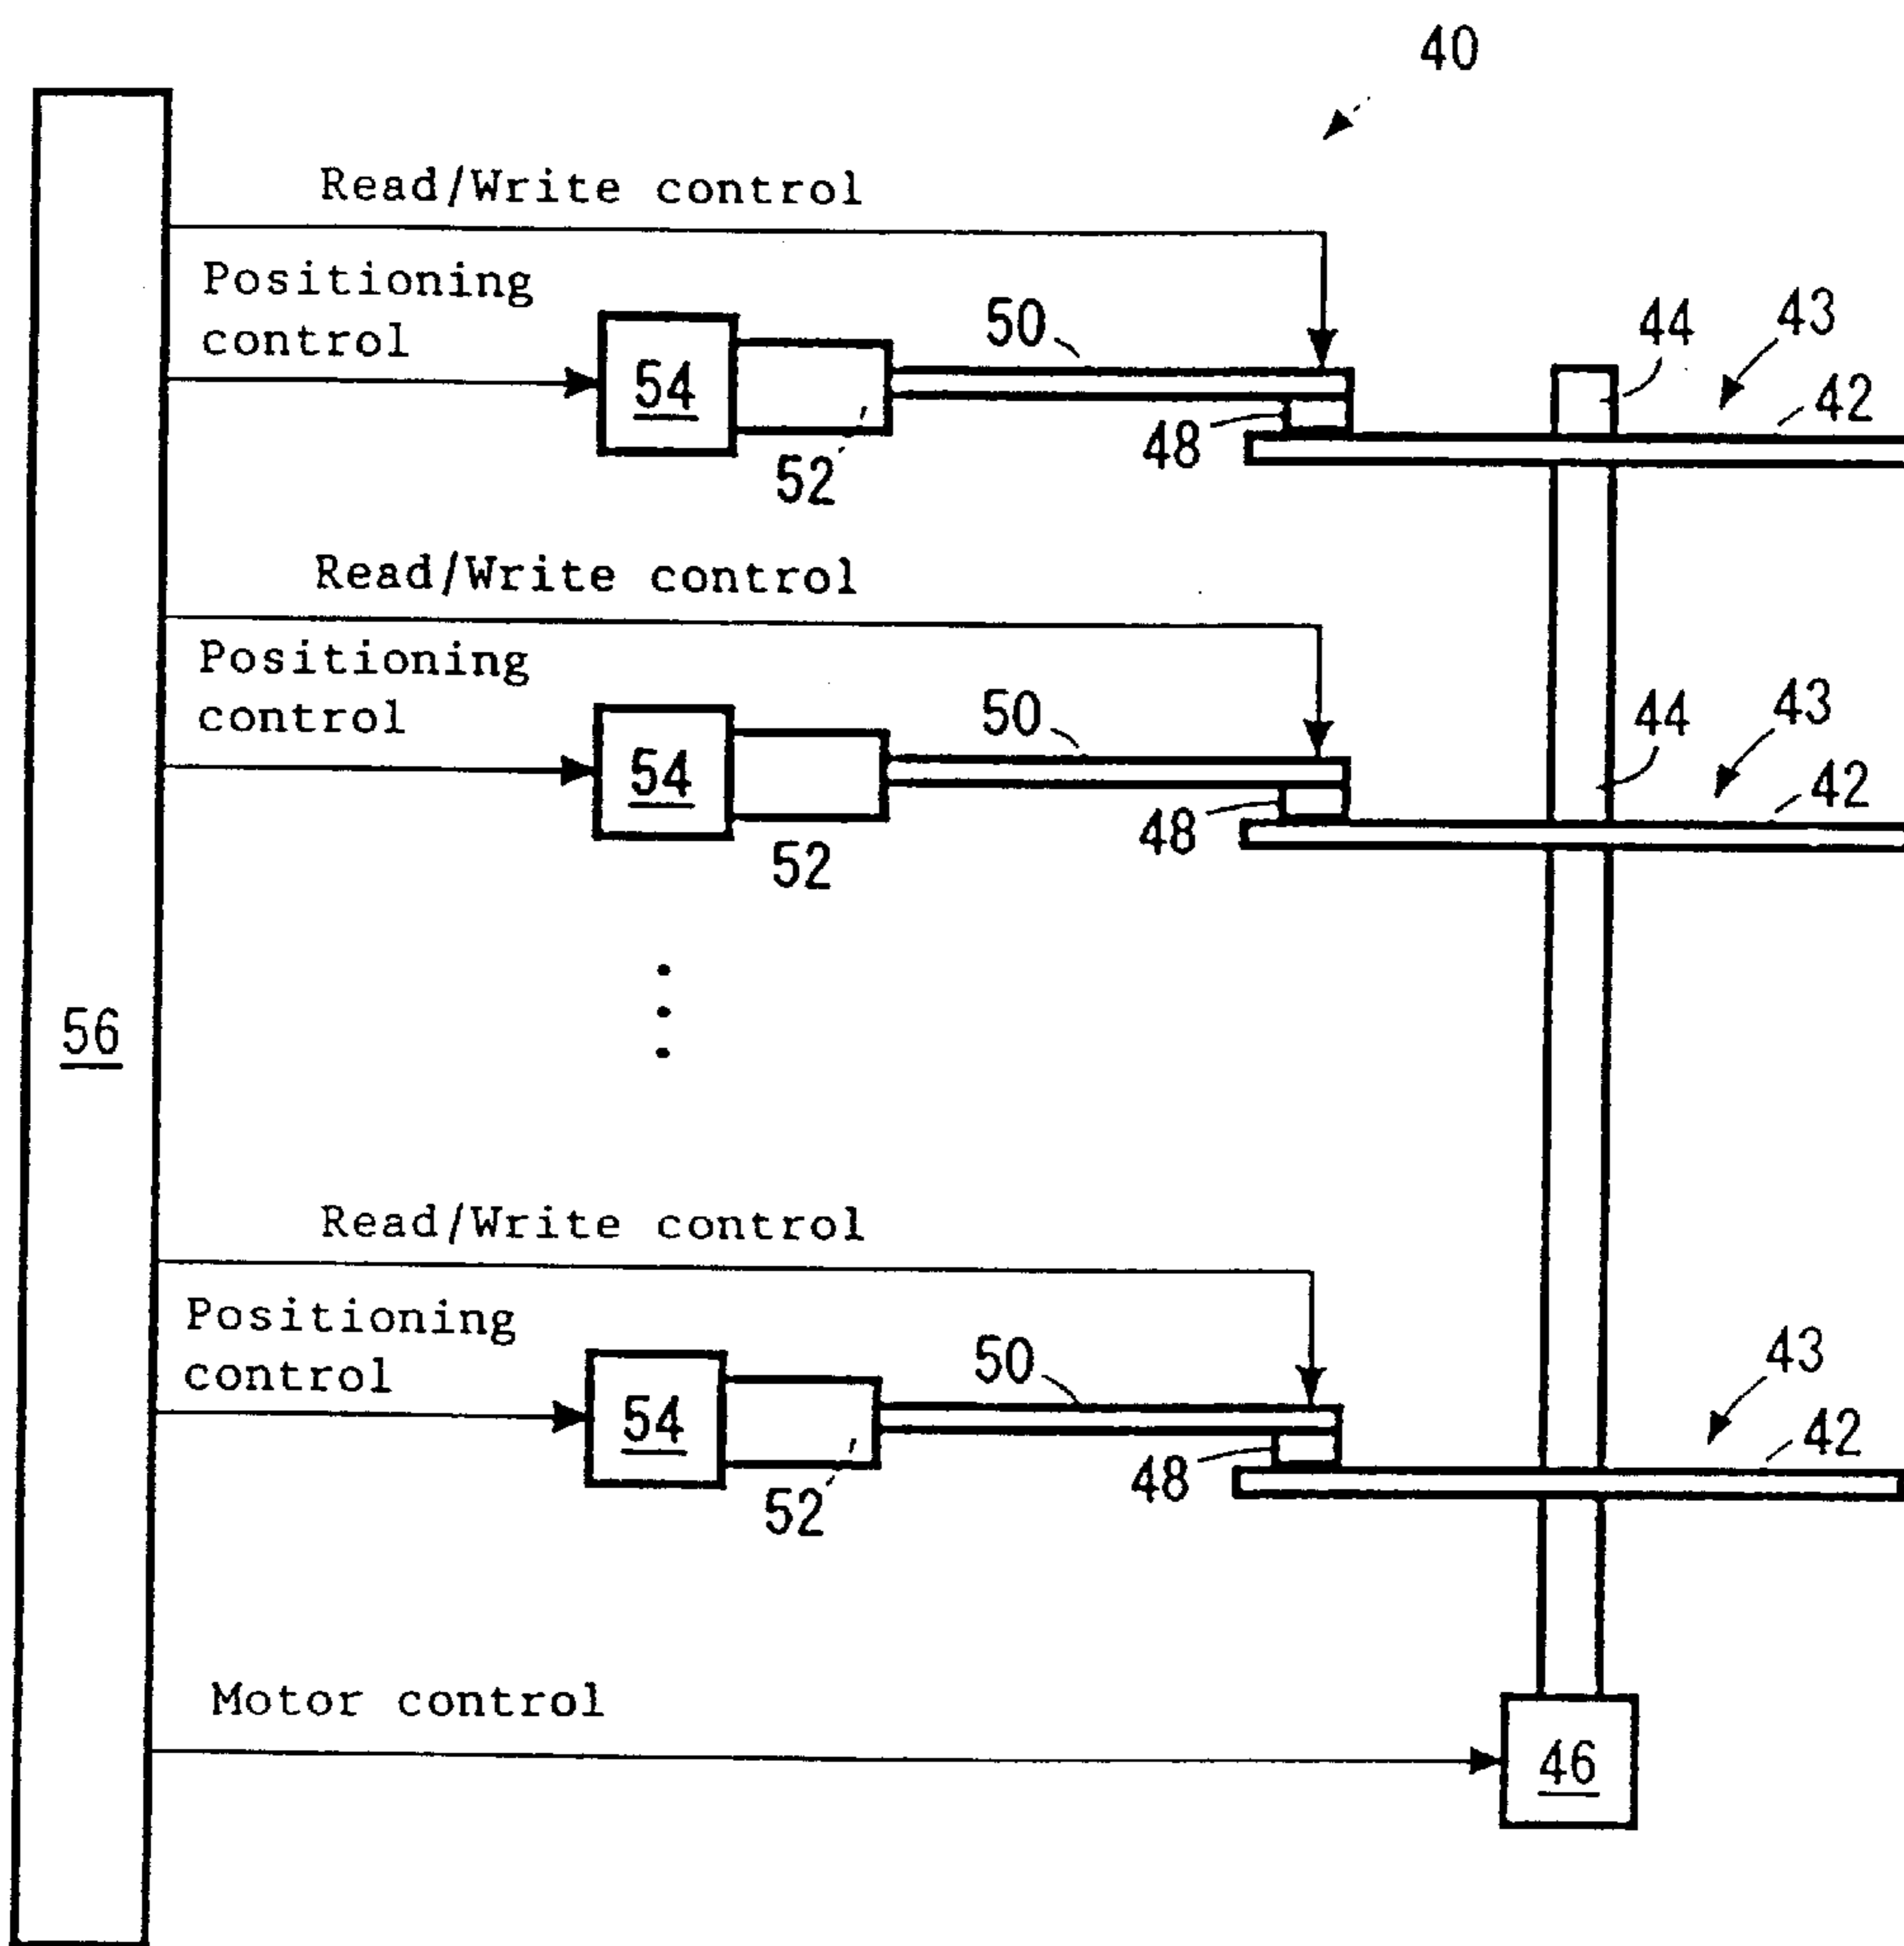 40
Read/Write control
Positioning
control
54
52
50
48
44
43
42
Read/Write control
Positioning
control
54
52
50
48
44
43
42
56
Read/Write control
Positioning
control
54
52
50
48
43
42
Motor control
46